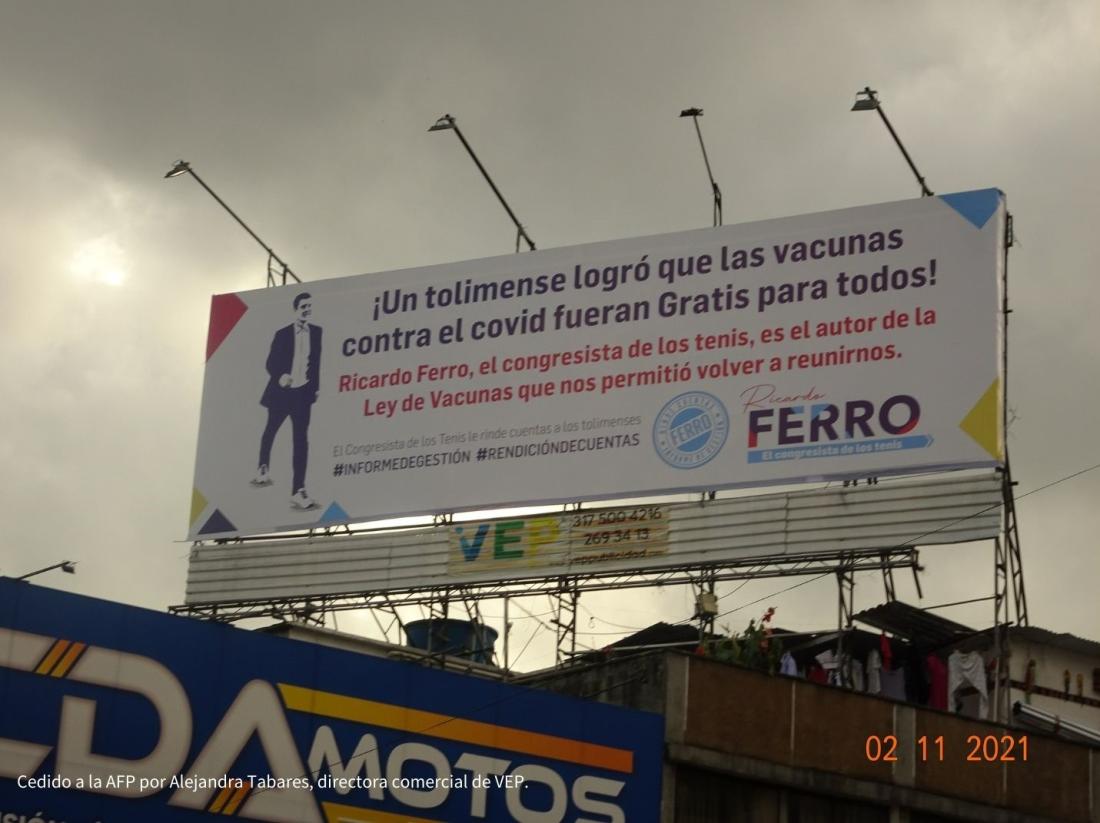 ¡Un tolimense logró que las vacunas
contra el covid fueran Gratis para todos!
Ricardo Ferro, el congresista de los tenis, es el autor de la
Ley de Vacunas que nos permitió volver a reunirnos.
El Congresista de los Tenis le rinde cuentas a los tolimenses
#INFORMEDEGESTIÓN #RENDICIÓNDECUENTAS
FERRO
Ricardo
FERRO
El congresista de los tenis
VEP
317 500 4216
269 34 13
veppublicidad.com
DA
MOTOS
02 11 2021
Cedido a la AFP por Alejandra Tabares, directora comercial de VEP.